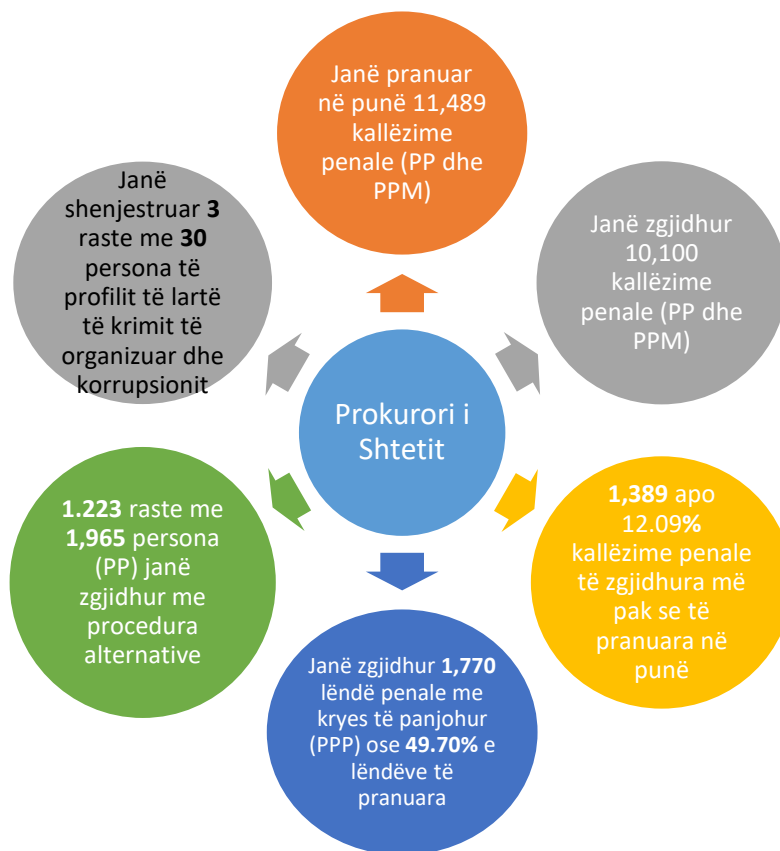 Janë pranuar
në punë 11,489
kallëzime
penale (PP dhe
PPM)
Janë
shenjestruar 3
raste me 30
persona të
profilit të lartë
të krimit të
organizuar dhe
korrupsionit
Janë zgjidhur
10,100
kallëzime
penale (PP dhe
PPM)
Prokurori i
Shtetit
1.223 raste me
1,965 persona
(PP) janë
zgjidhur me
procedura
alternative
1,389 apo
12.09%
kallëzime penale
të zgjidhura më
pak se të
pranuara në
punë
Janë zgjidhur 1,770
lëndë penale me
kryes të panjohur
(PPP) ose 49.70% e
lëndëve të
pranuara